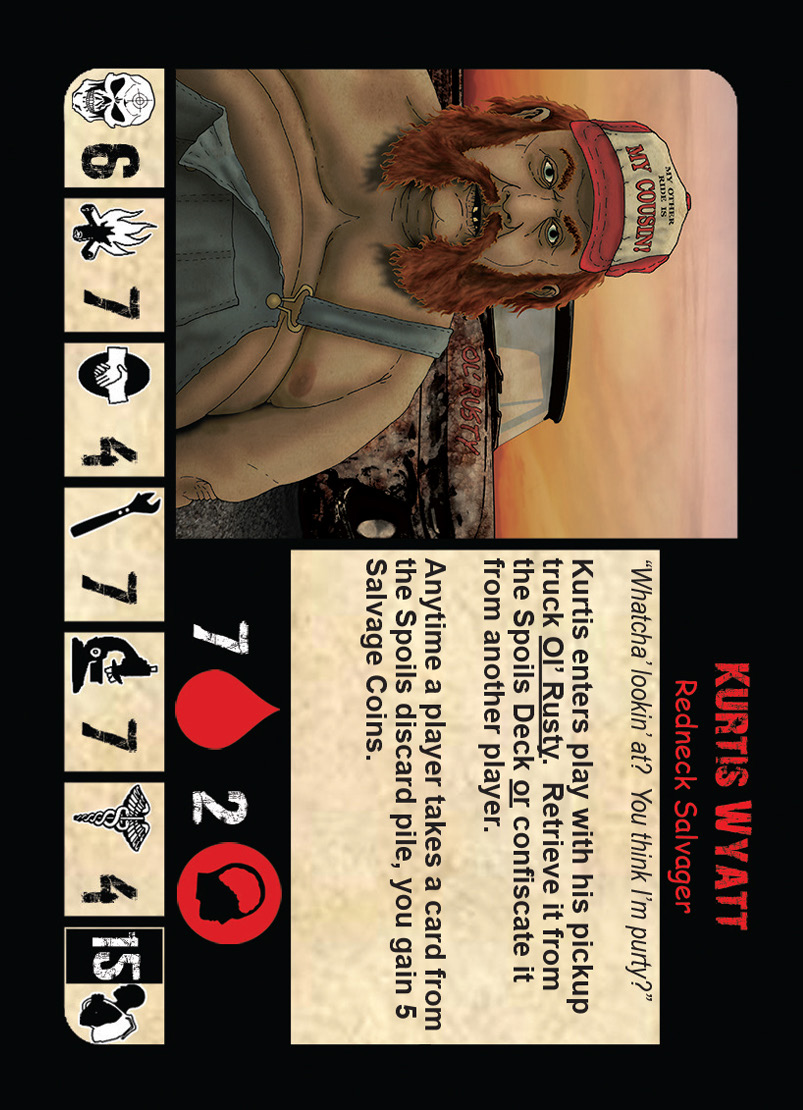 KURTIS WYATT
Redneck Salvager
MY OTHER
RIDE IS
MY COUSIN!
OL' RUSTY
“Whatcha’ lookin’ at?  You think I’m purty?”
Kurtis enters play with his pickup
truck Ol’ Rusty.  Retrieve it from
the Spoils Deck or confiscate it
from another player.
Anytime a player takes a card from
the Spoils discard pile, you gain 5
Salvage Coins.
7
2
6
7
4
7
7
4
15